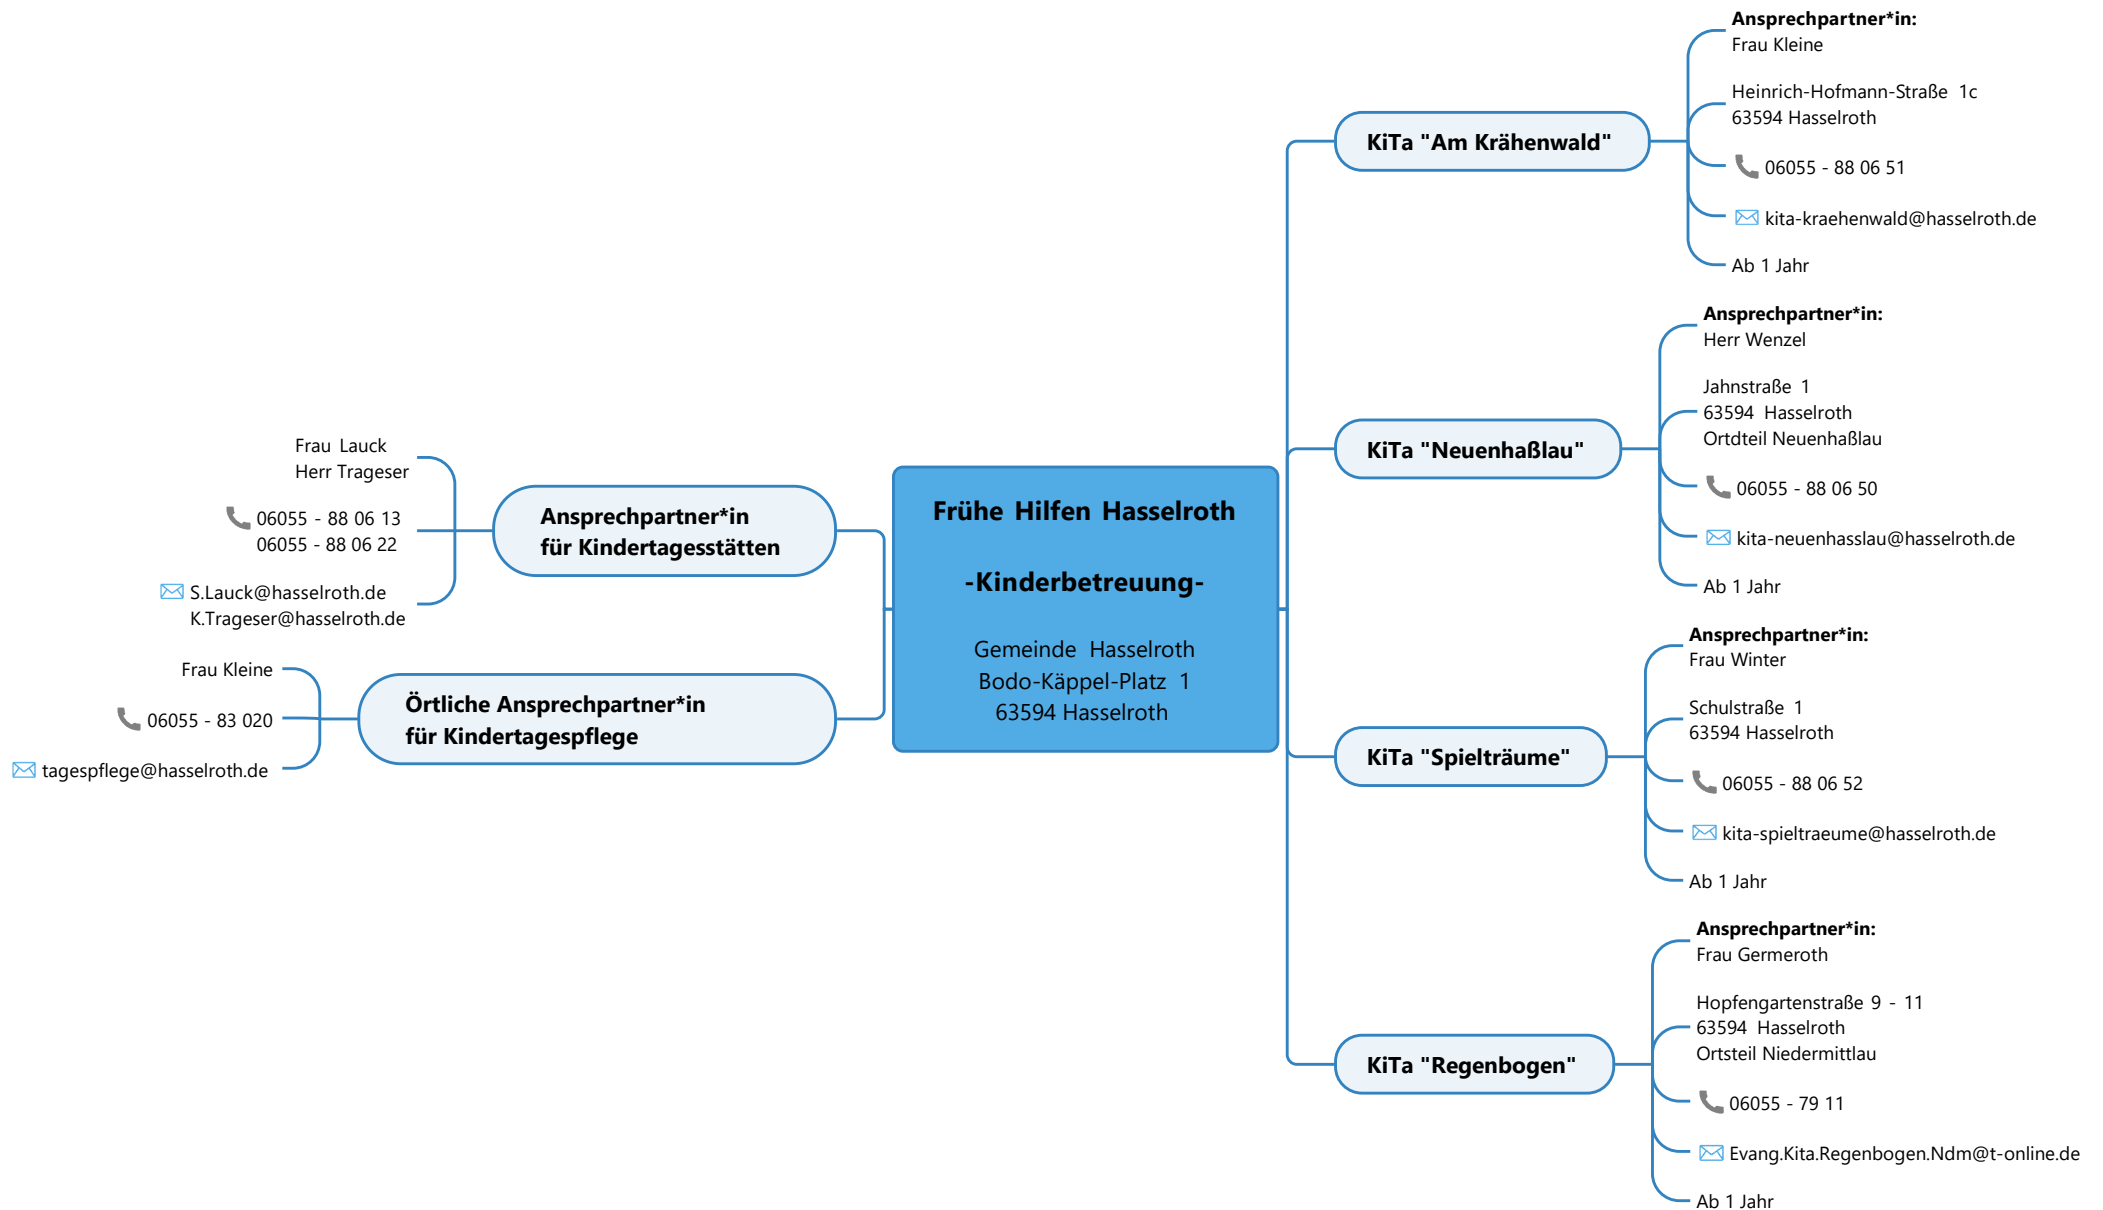 Frühe Hilfen Hasselroth
-Kinderbetreuung-
Gemeinde Hasselroth
Bodo-Käppel-Platz 1
63594 Hasselroth
Ansprechpartner*in
für Kindertagesstätten
Frau Lauck
Herr Trageser
06055 - 88 06 13
06055 - 88 06 22
S.Lauck@hasselroth.de
K.Trageser@hasselroth.de
Örtliche Ansprechpartner*in
für Kindertagespflege
Frau Kleine
06055 - 83 020
tagespflege@hasselroth.de
KiTa "Am Krähenwald"
Ansprechpartner*in:
Frau Kleine
Heinrich-Hofmann-Straße 1c
63594 Hasselroth
06055 - 88 06 51
kita-kraehenwald@hasselroth.de
Ab 1 Jahr
KiTa "Neuenhaßlau"
Ansprechpartner*in:
Herr Wenzel
Jahnstraße 1
63594 Hasselroth
Ortdteil Neuenhaßlau
06055 - 88 06 50
kita-neuenhasslau@hasselroth.de
Ab 1 Jahr
KiTa "Spielträume"
Ansprechpartner*in:
Frau Winter
Schulstraße 1
63594 Hasselroth
06055 - 88 06 52
kita-spieltraeume@hasselroth.de
Ab 1 Jahr
KiTa "Regenbogen"
Ansprechpartner*in:
Frau Germeroth
Hopfengartenstraße 9 - 11
63594 Hasselroth
Ortsteil Niedermittlau
06055 - 79 11
Evang.Kita.Regenbogen.Ndm@t-online.de
Ab 1 Jahr